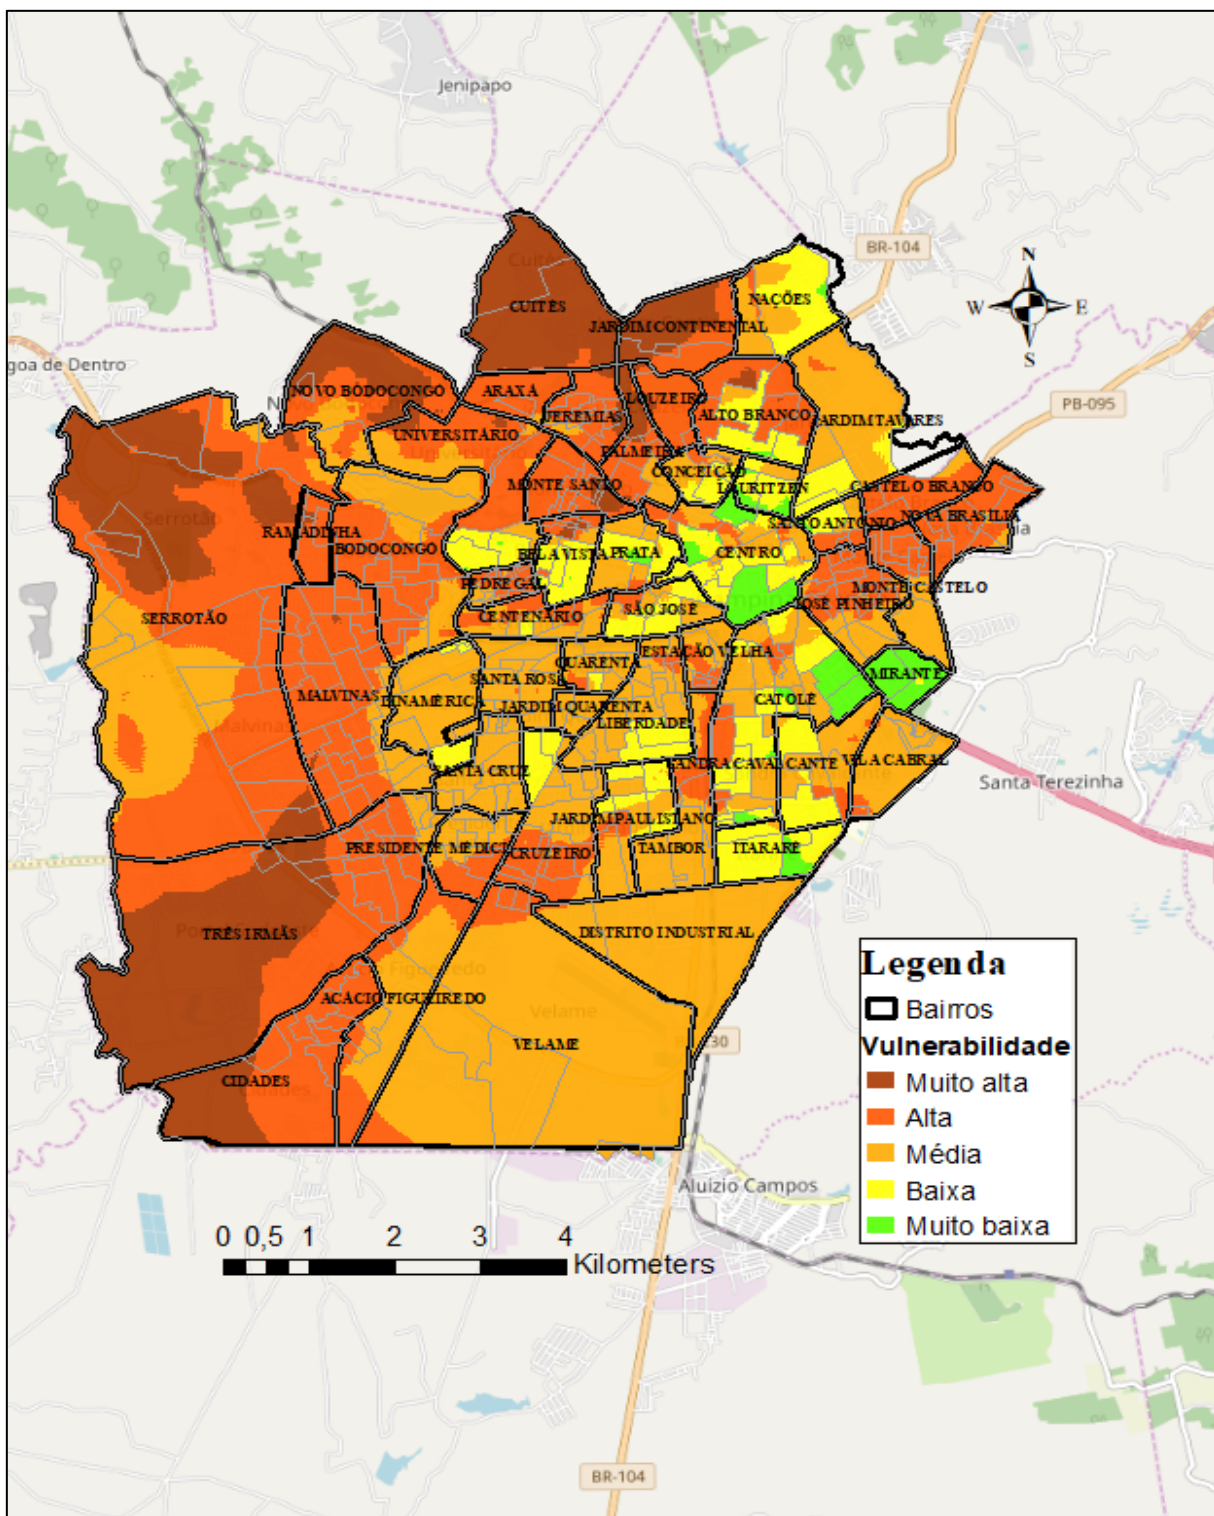 Jenipapo
BR-104
N
W E
S
Cuité
NAÇÕES
CUITÉS
JARDIM CONTINENTAL
goa de Dentro
NOVO BODOCONGO
ARAXÁ
LOUZEIRO
PB-095
JEREMIAS
ALTO BRANCO
JARDIM TAVARES
UNIVERSITÁRIO
PALMEIRA
CONCEIÇÃO
MONTE SANTO
LAURITZEN
CASTELO BRANCO
Serrotão
NOVA BRASÍLIA
SANTO ANTONIO
RAMADINHA
BODOCONGÓ
BELA VISTA
PRATA
CENTRO
PEDREGAL
MONTE CASTELO
JOSÉ PINHEIRO
SERROTÃO
CENTENÁRIO
SÃO JOSÉ
ESTAÇÃO VELHA
QUARENTA
MIRANTE
SANTA ROSA
MALVINAS
DINAMÉRICA
CATOLÉ
JARDIM QUARENTA
Malvinas
LIBERDADE
SANDRA CAVALCANTE
VILA CABRAL
SANTA CRUZ
Santa Terezinha
JARDIM PAULISTANO
PRESIDENTE MÉDICI
CRUZEIRO
TAMBOR
ITARARÉ
TRÊS IRMÃS
DISTRITO INDUSTRIAL
Legenda
ACÁCIO FIGUEIREDO
Velame
Bairros
VELAME
Vulnerabilidade
CIDADES
Muito alta
Alta
Média
Aluízio Campos
Baixa
Muito baixa
0 0,5 1 2 3 4
Kilometers
BR-104